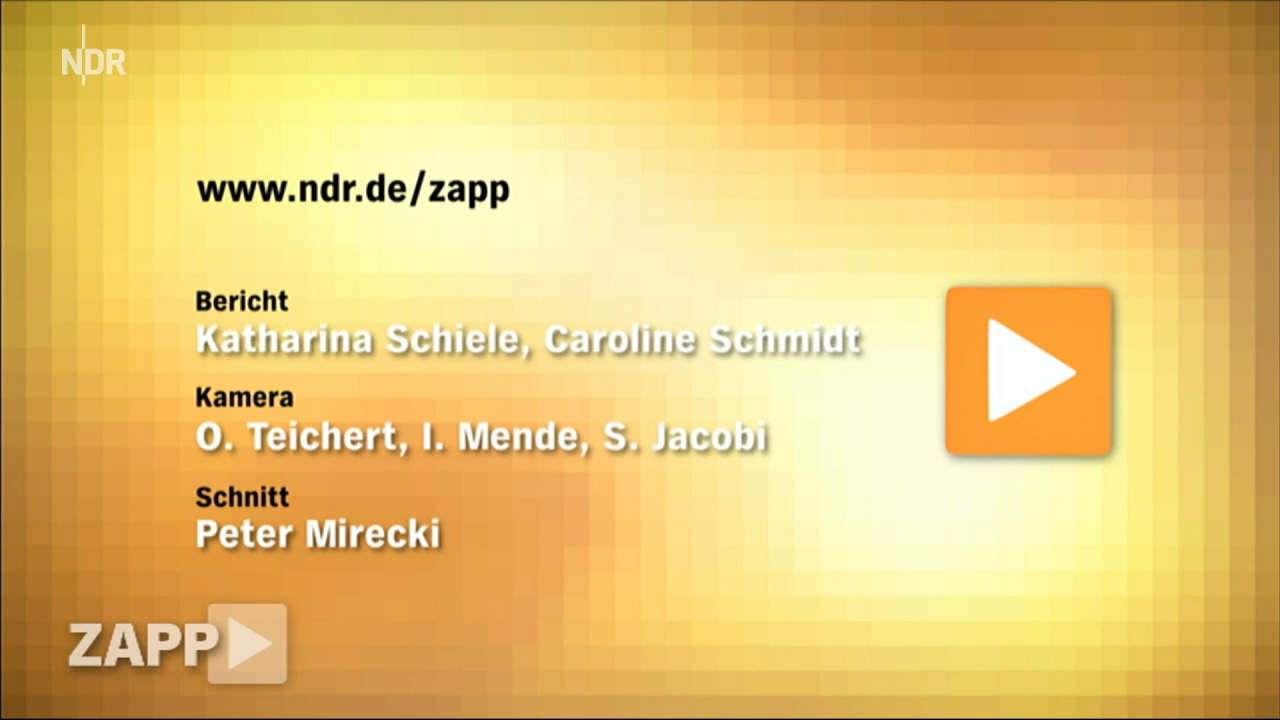 NDR
www.ndr.de/zapp
Bericht
Katharina Schiele, Caroline Schmidt
Kamera
O. Teichert, I. Mende, S. Jacobi
Schnitt
Peter Mirecki
ZAPP